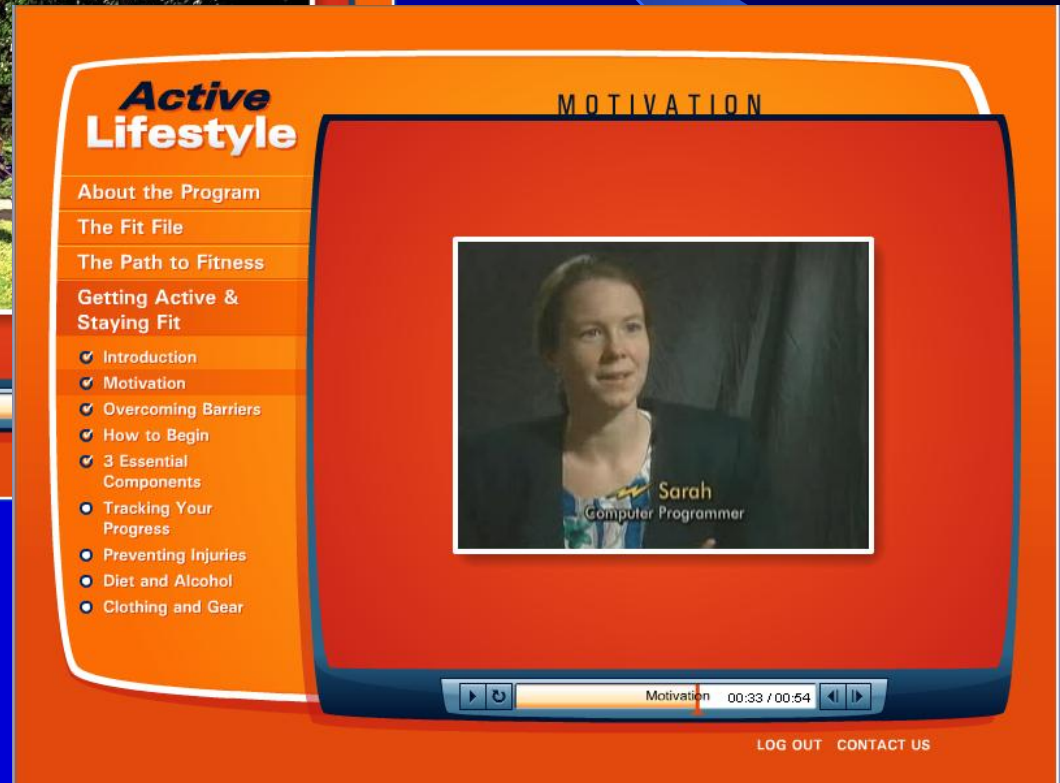 Active
Lifestyle
MOTIVATION
About the Program
The Fit File
The Path to Fitness
Getting Active &
Staying Fit
Introduction
Motivation
Overcoming Barriers
How to Begin
3 Essential
Components
Tracking Your
Progress
Preventing Injuries
Diet and Alcohol
Clothing and Gear
Sarah
Computer Programmer
Motivation 00:33 / 00:54
LOG OUT CONTACT US